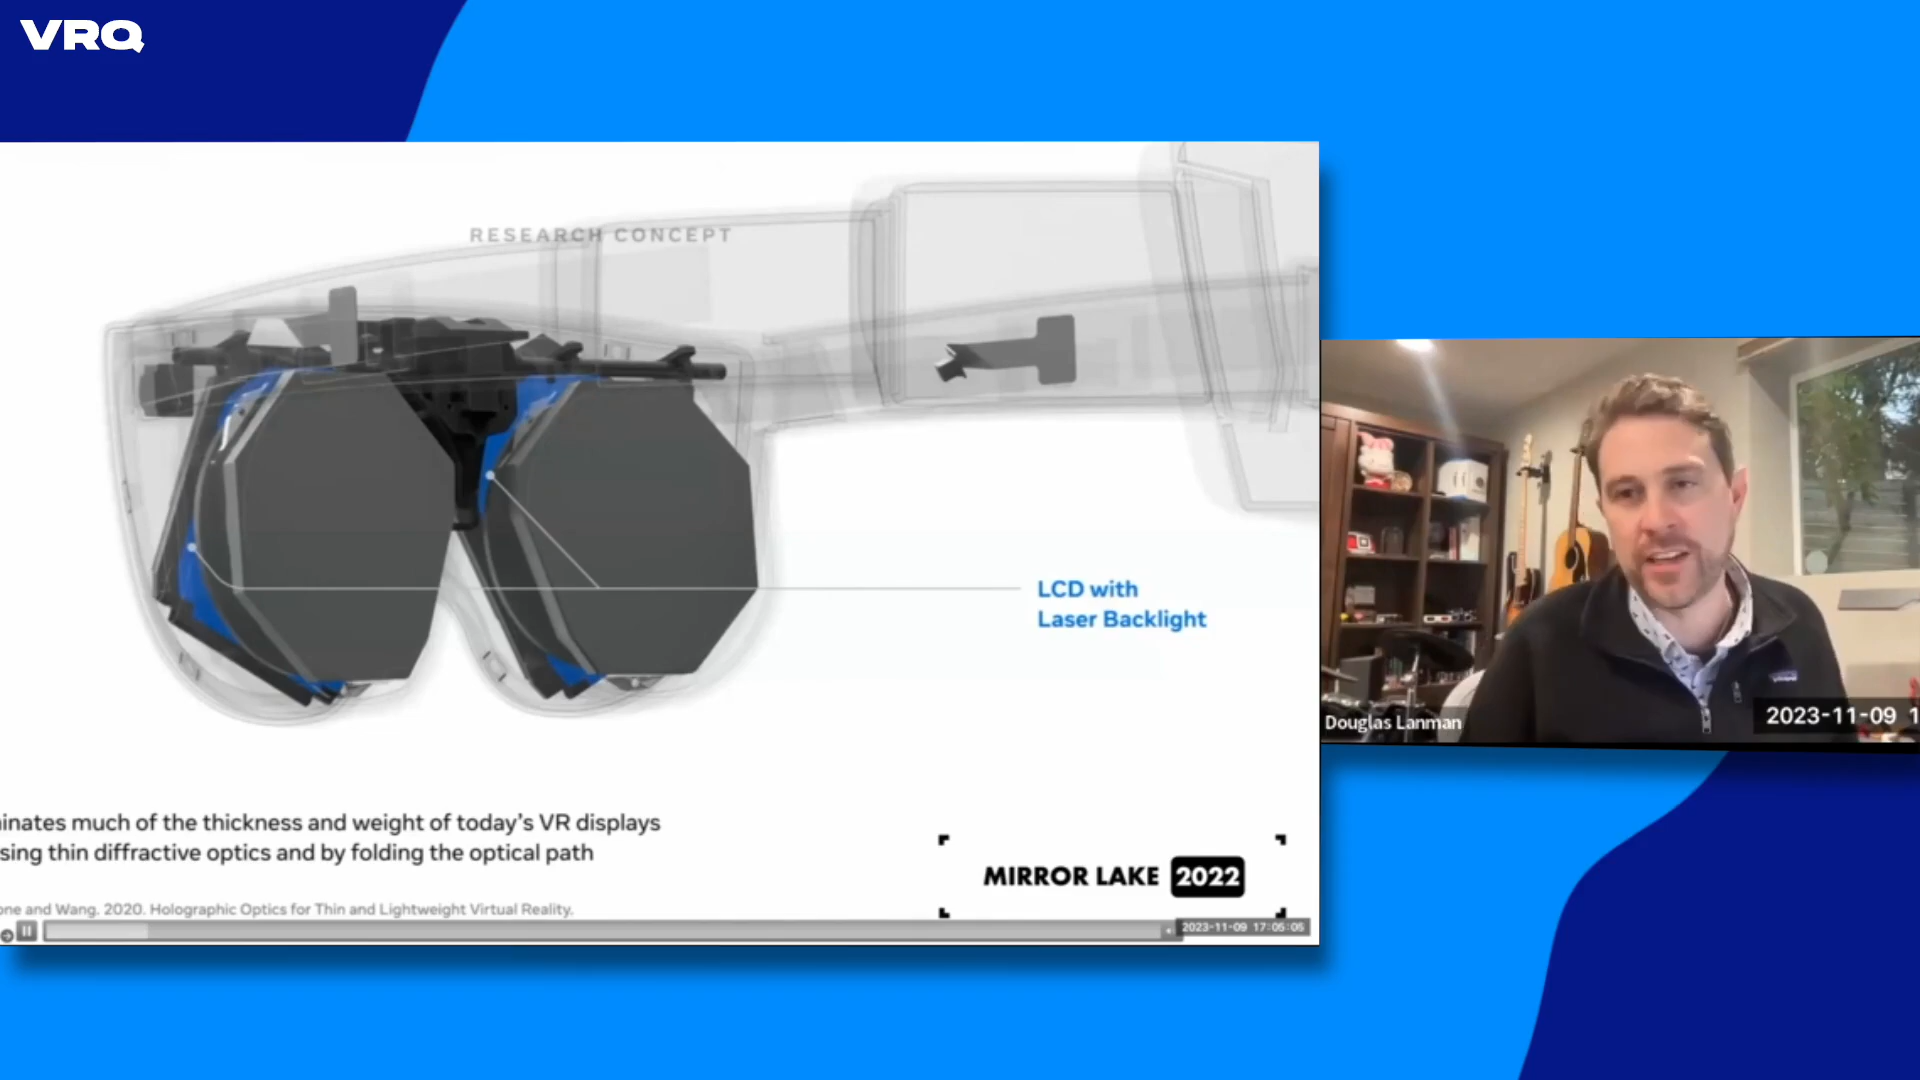 VRQ
RESEARCH CONCEPT
LCD with
Laser Backlight
inates much of the thickness and weight of today's VR displays
sing thin diffractive optics and by folding the optical path
MIRROR LAKE 2022
one and Wang. 2020. Holographic Optics for Thin and Lightweight Virtual Reality.
2023-11-09 17:05:05
Douglas Lanman
2023-11-09 1